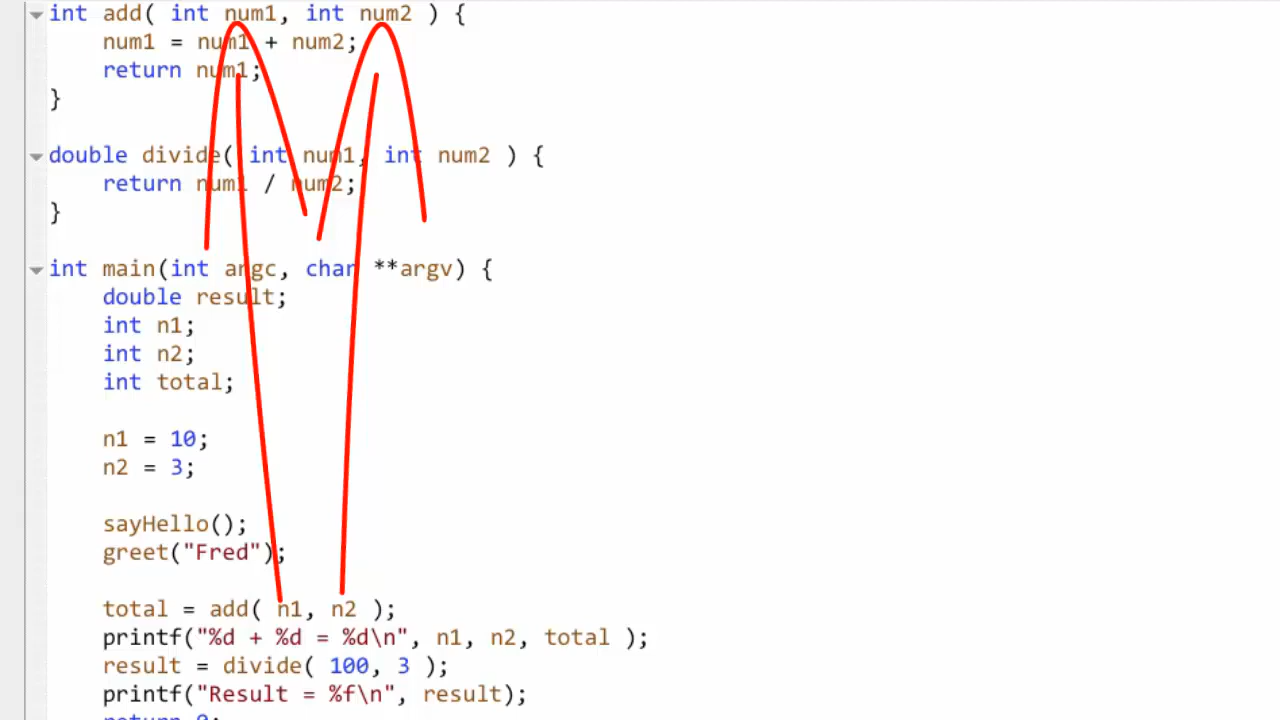 int add( int num1, int num2 ) {
    num1 = num1 + num2;
    return num1;
}

double divide( int num1, int num2 ) {
    return num1 / num2;
}

int main(int argc, char **argv) {
    double result;
    int n1;
    int n2;
    int total;

    n1 = 10;
    n2 = 3;

    sayHello();
    greet("Fred");

    total = add( n1, n2 );
    printf("%d + %d = %d\n", n1, n2, total );
    result = divide( 100, 3 );
    printf("Result = %f\n", result);
    return 0;